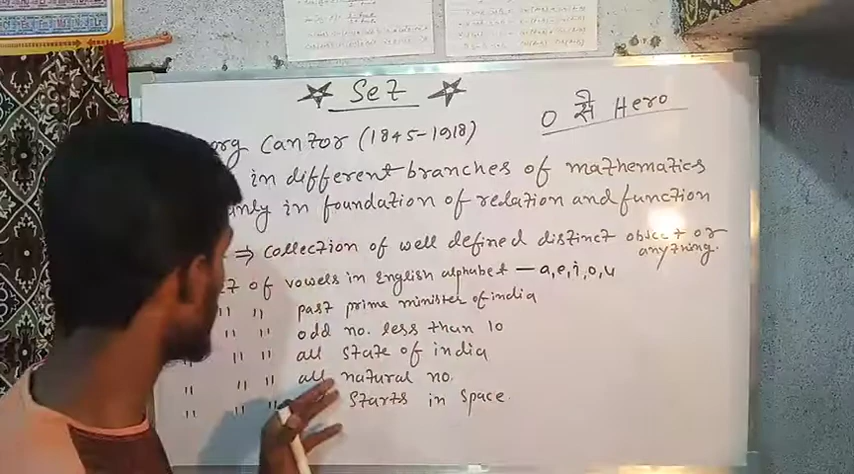 Set
0 से Hero
org Cantor (1845-1918)
in different branches of mathematics
in foundation of relation and function
⇒ collection of well defined distinct object or
anything.
of vowels in English alphabet — a,e,i,o,u
" " past prime minister of india
" " odd no. less than 10
" " " all state of india
" " " all natural no.
" " " Starts in Space.